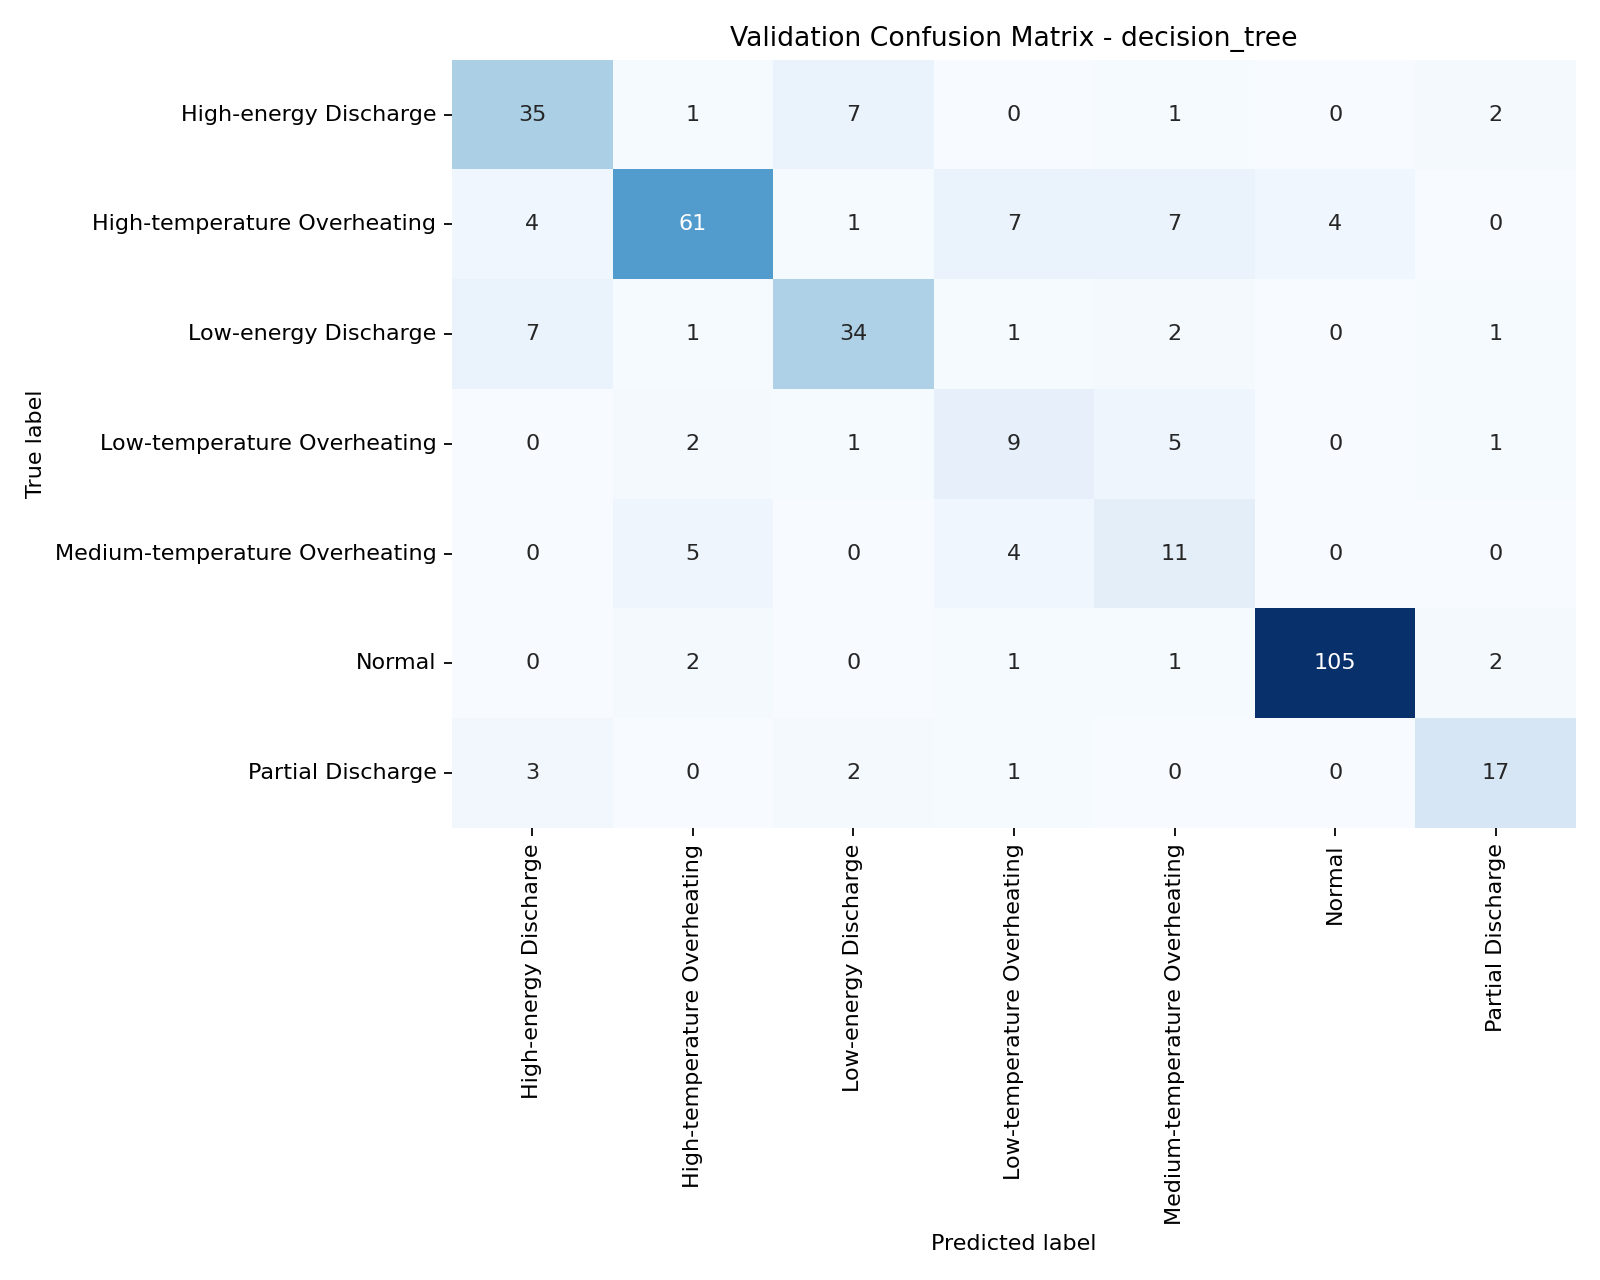 Validation Confusion Matrix - decision_tree
True label
High-energy Discharge 35 1 7 0 1 0 2
High-temperature Overheating 4 61 1 7 7 4 0
Low-energy Discharge 7 1 34 1 2 0 1
Low-temperature Overheating 0 2 1 9 5 0 1
Medium-temperature Overheating 0 5 0 4 11 0 0
Normal 0 2 0 1 1 105 2
Partial Discharge 3 0 2 1 0 0 17
High-energy Discharge
High-temperature Overheating
Low-energy Discharge
Low-temperature Overheating
Medium-temperature Overheating
Normal
Partial Discharge
Predicted label